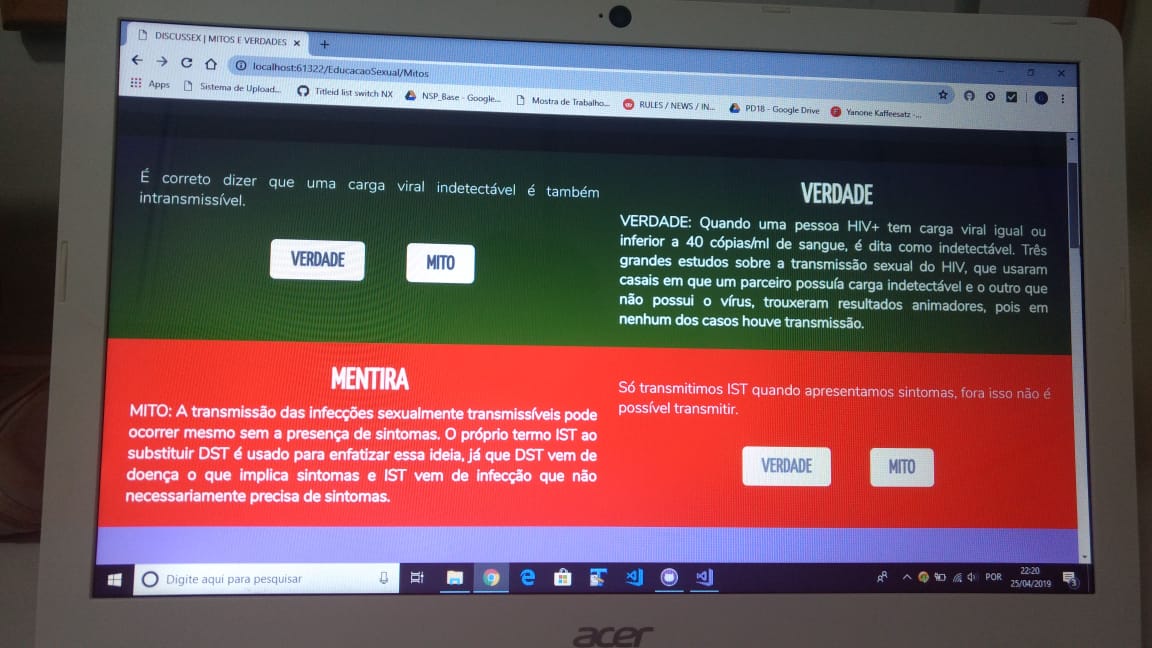 DISCUSSEX | MITOS E VERDADES
localhost:61322/EducacaoSexual/Mitos
Apps
Sistema de Upload...
Titleid list switch NX
NSP_Base - Google...
Mostra de Trabalho...
RULES / NEWS / IN...
PD18 - Google Drive
Yanone Kaffeesatz -...
É correto dizer que uma carga viral indetectável é também
intransmissível.
VERDADE
MITO
VERDADE
VERDADE: Quando uma pessoa HIV+ tem carga viral igual ou
inferior a 40 cópias/ml de sangue, é dita como indetectável. Três
grandes estudos sobre a transmissão sexual do HIV, que usaram
casais em que um parceiro possuía carga indetectável e o outro que
não possui o vírus, trouxeram resultados animadores, pois em
nenhum dos casos houve transmissão.
MENTIRA
MITO: A transmissão das infecções sexualmente transmissíveis pode
ocorrer mesmo sem a presença de sintomas. O próprio termo IST ao
substituir DST é usado para enfatizar essa ideia, já que DST vem de
doença o que implica sintomas e IST vem de infecção que não
necessariamente precisa de sintomas.
Só transmitimos IST quando apresentamos sintomas, fora isso não é
possível transmitir.
VERDADE
MITO
Digite aqui para pesquisar
POR
22:20
25/04/2019
3
acer